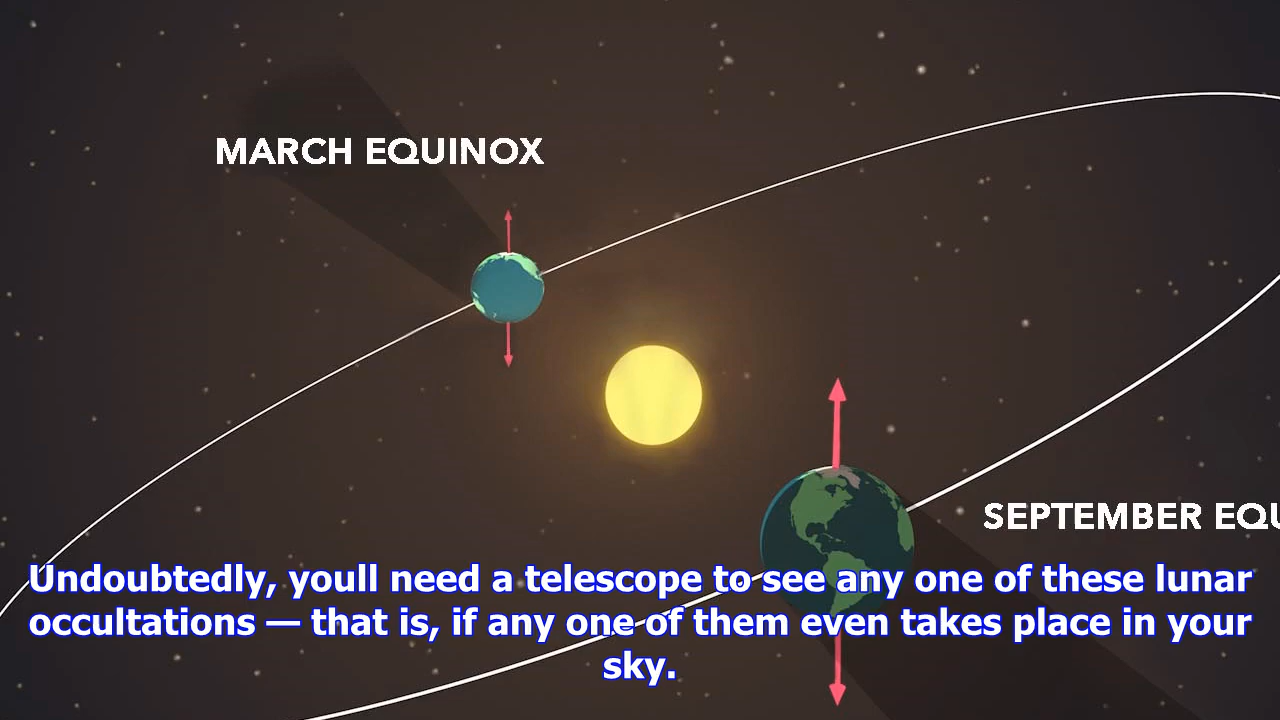 MARCH EQUINOX
SEPTEMBER EQU
Undoubtedly, youll need a telescope to see any one of these lunar
occultations — that is, if any one of them even takes place in your
sky.